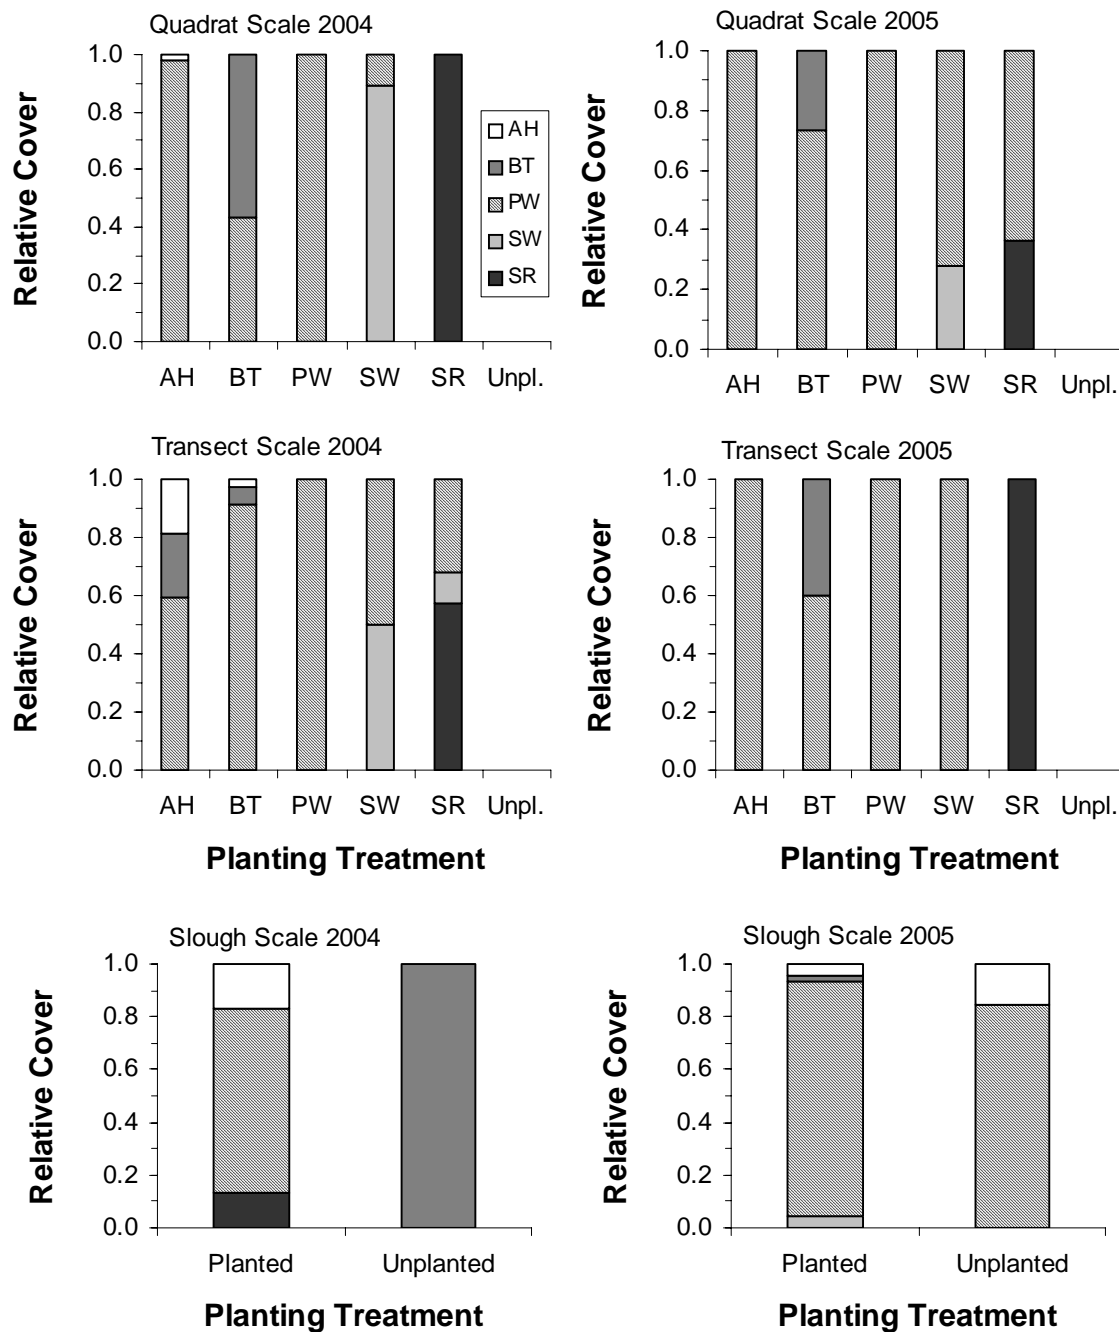 Quadrat Scale 2004
Relative Cover
1.0
0.8
0.6
0.4
0.2
0.0
AH
BT
PW
SW
SR
AH BT PW SW SR Unpl.
Quadrat Scale 2005
Relative Cover
1.0
0.8
0.6
0.4
0.2
0.0
AH BT PW SW SR Unpl.
Transect Scale 2004
Relative Cover
1.0
0.8
0.6
0.4
0.2
0.0
AH BT PW SW SR Unpl.
Planting Treatment
Transect Scale 2005
Relative Cover
1.0
0.8
0.6
0.4
0.2
0.0
AH BT PW SW SR Unpl.
Planting Treatment
Slough Scale 2004
Relative Cover
1.0
0.8
0.6
0.4
0.2
0.0
Planted Unplanted
Planting Treatment
Slough Scale 2005
Relative Cover
1.0
0.8
0.6
0.4
0.2
0.0
Planted Unplanted
Planting Treatment